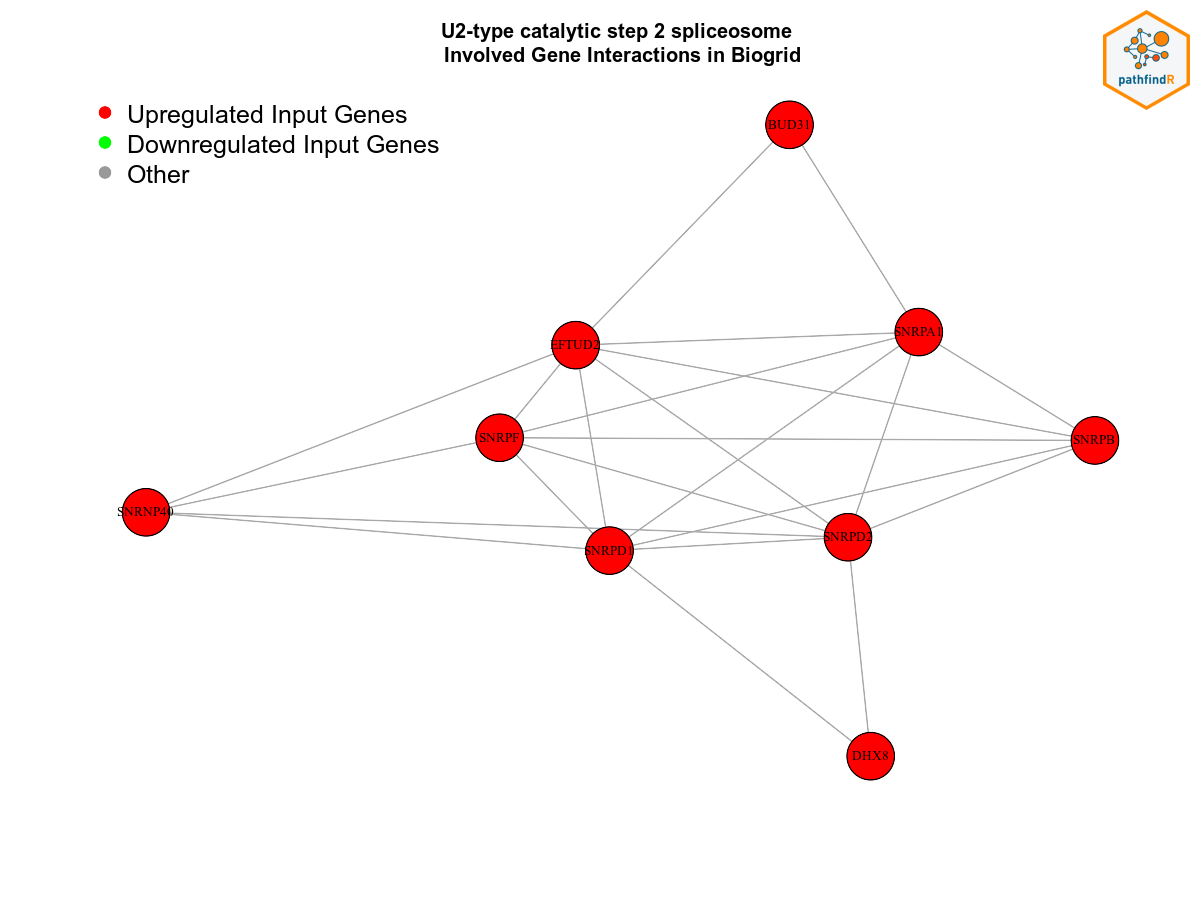 U2-type catalytic step 2 spliceosome
Involved Gene Interactions in Biogrid
pathfindR
Upregulated Input Genes
Downregulated Input Genes
Other
BUD31
SNRPA1
EFTUD2
SNRPF
SNRPB
SNRNP40
SNRPD1
SNRPD2
DHX8